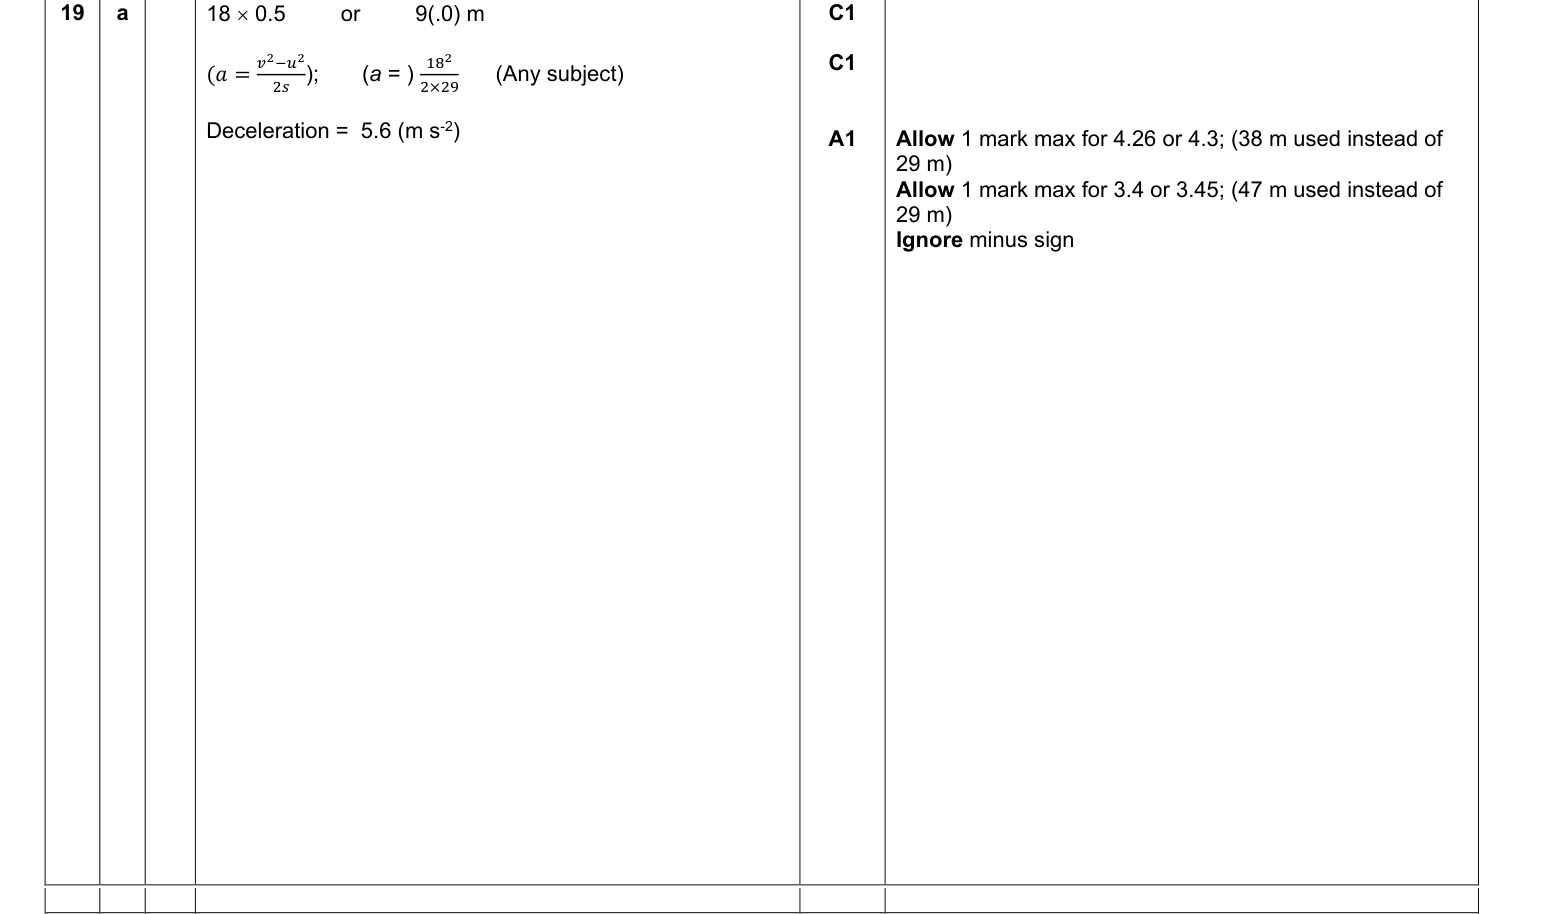 19 a 18 × 0.5 or 9(.0) m C1
(a = v²−u² / 2s); (a = ) 18² / 2×29 (Any subject) C1
Deceleration = 5.6 (m s⁻²) A1 Allow 1 mark max for 4.26 or 4.3; (38 m used instead of
29 m)
Allow 1 mark max for 3.4 or 3.45; (47 m used instead of
29 m)
Ignore minus sign